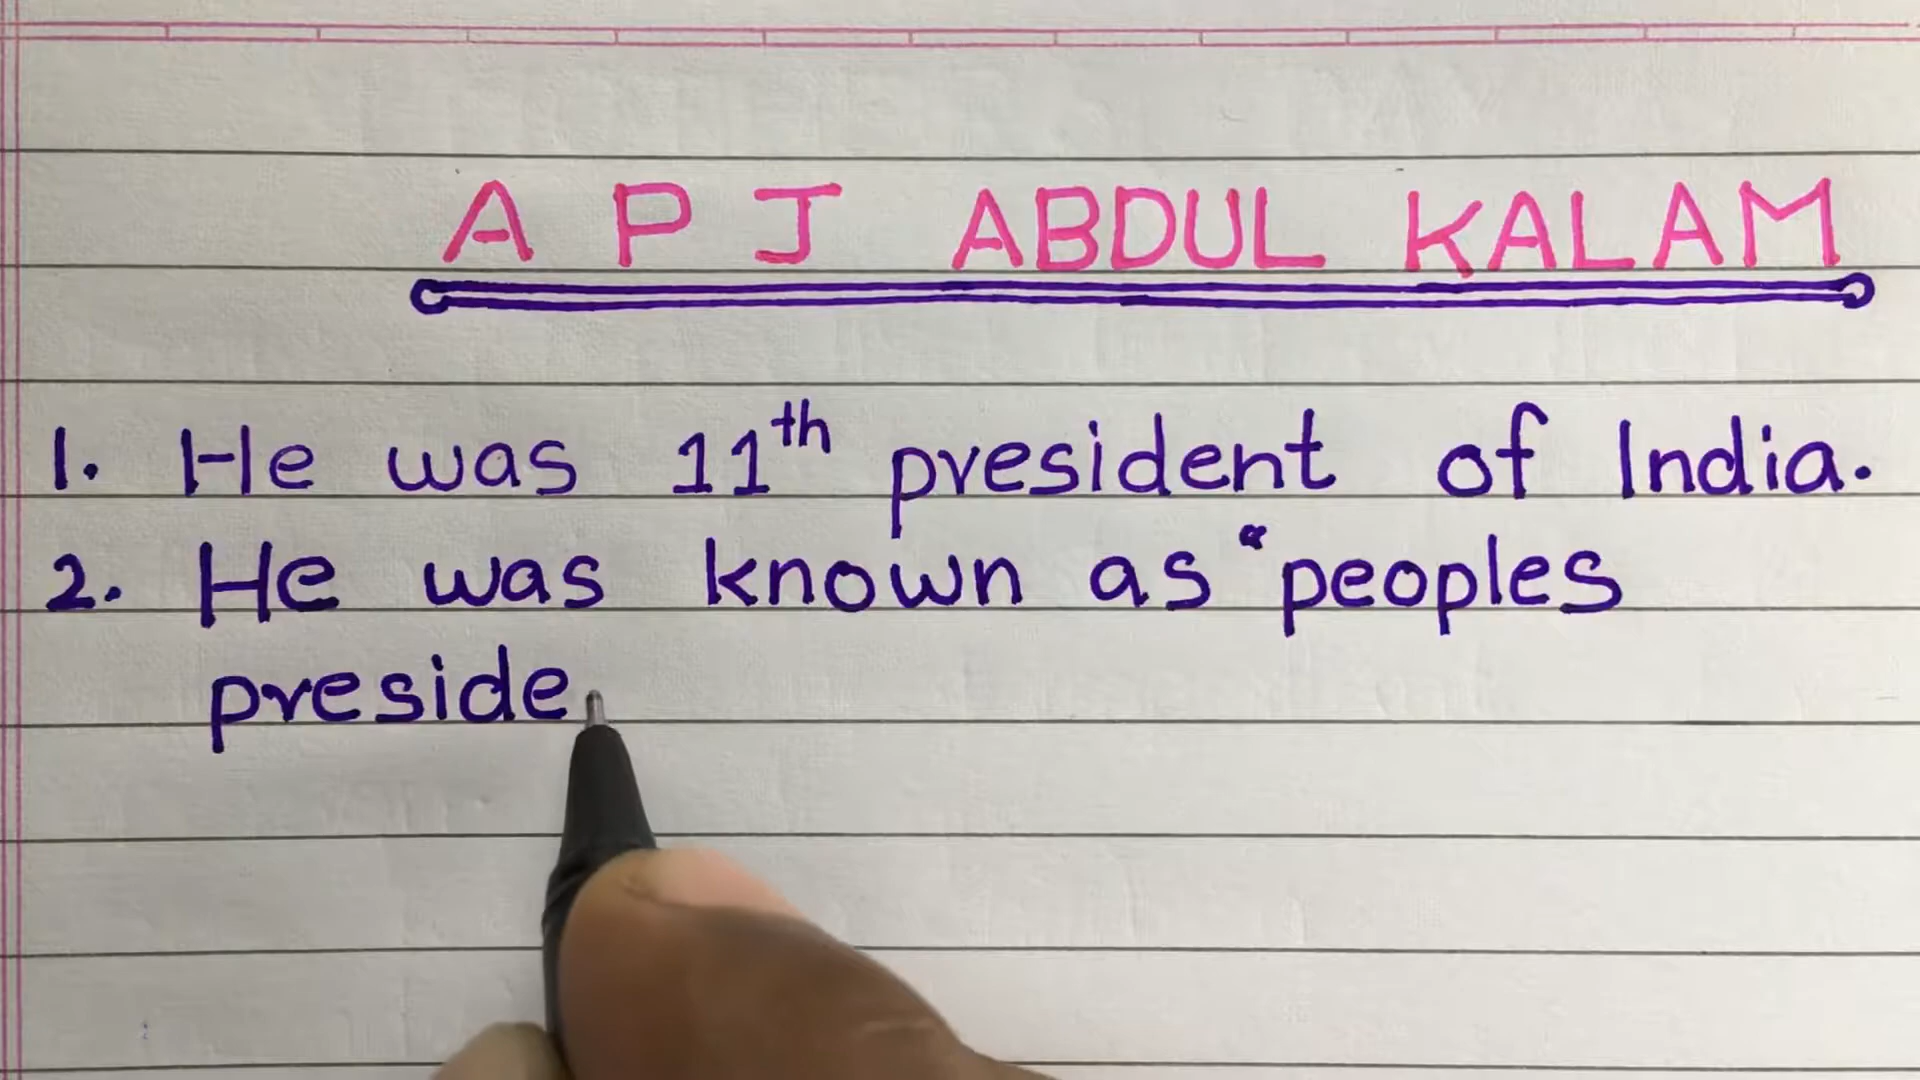 A P J ABDUL KALAM
1. He was 11th president of India.
2. He was known as "peoples
preside